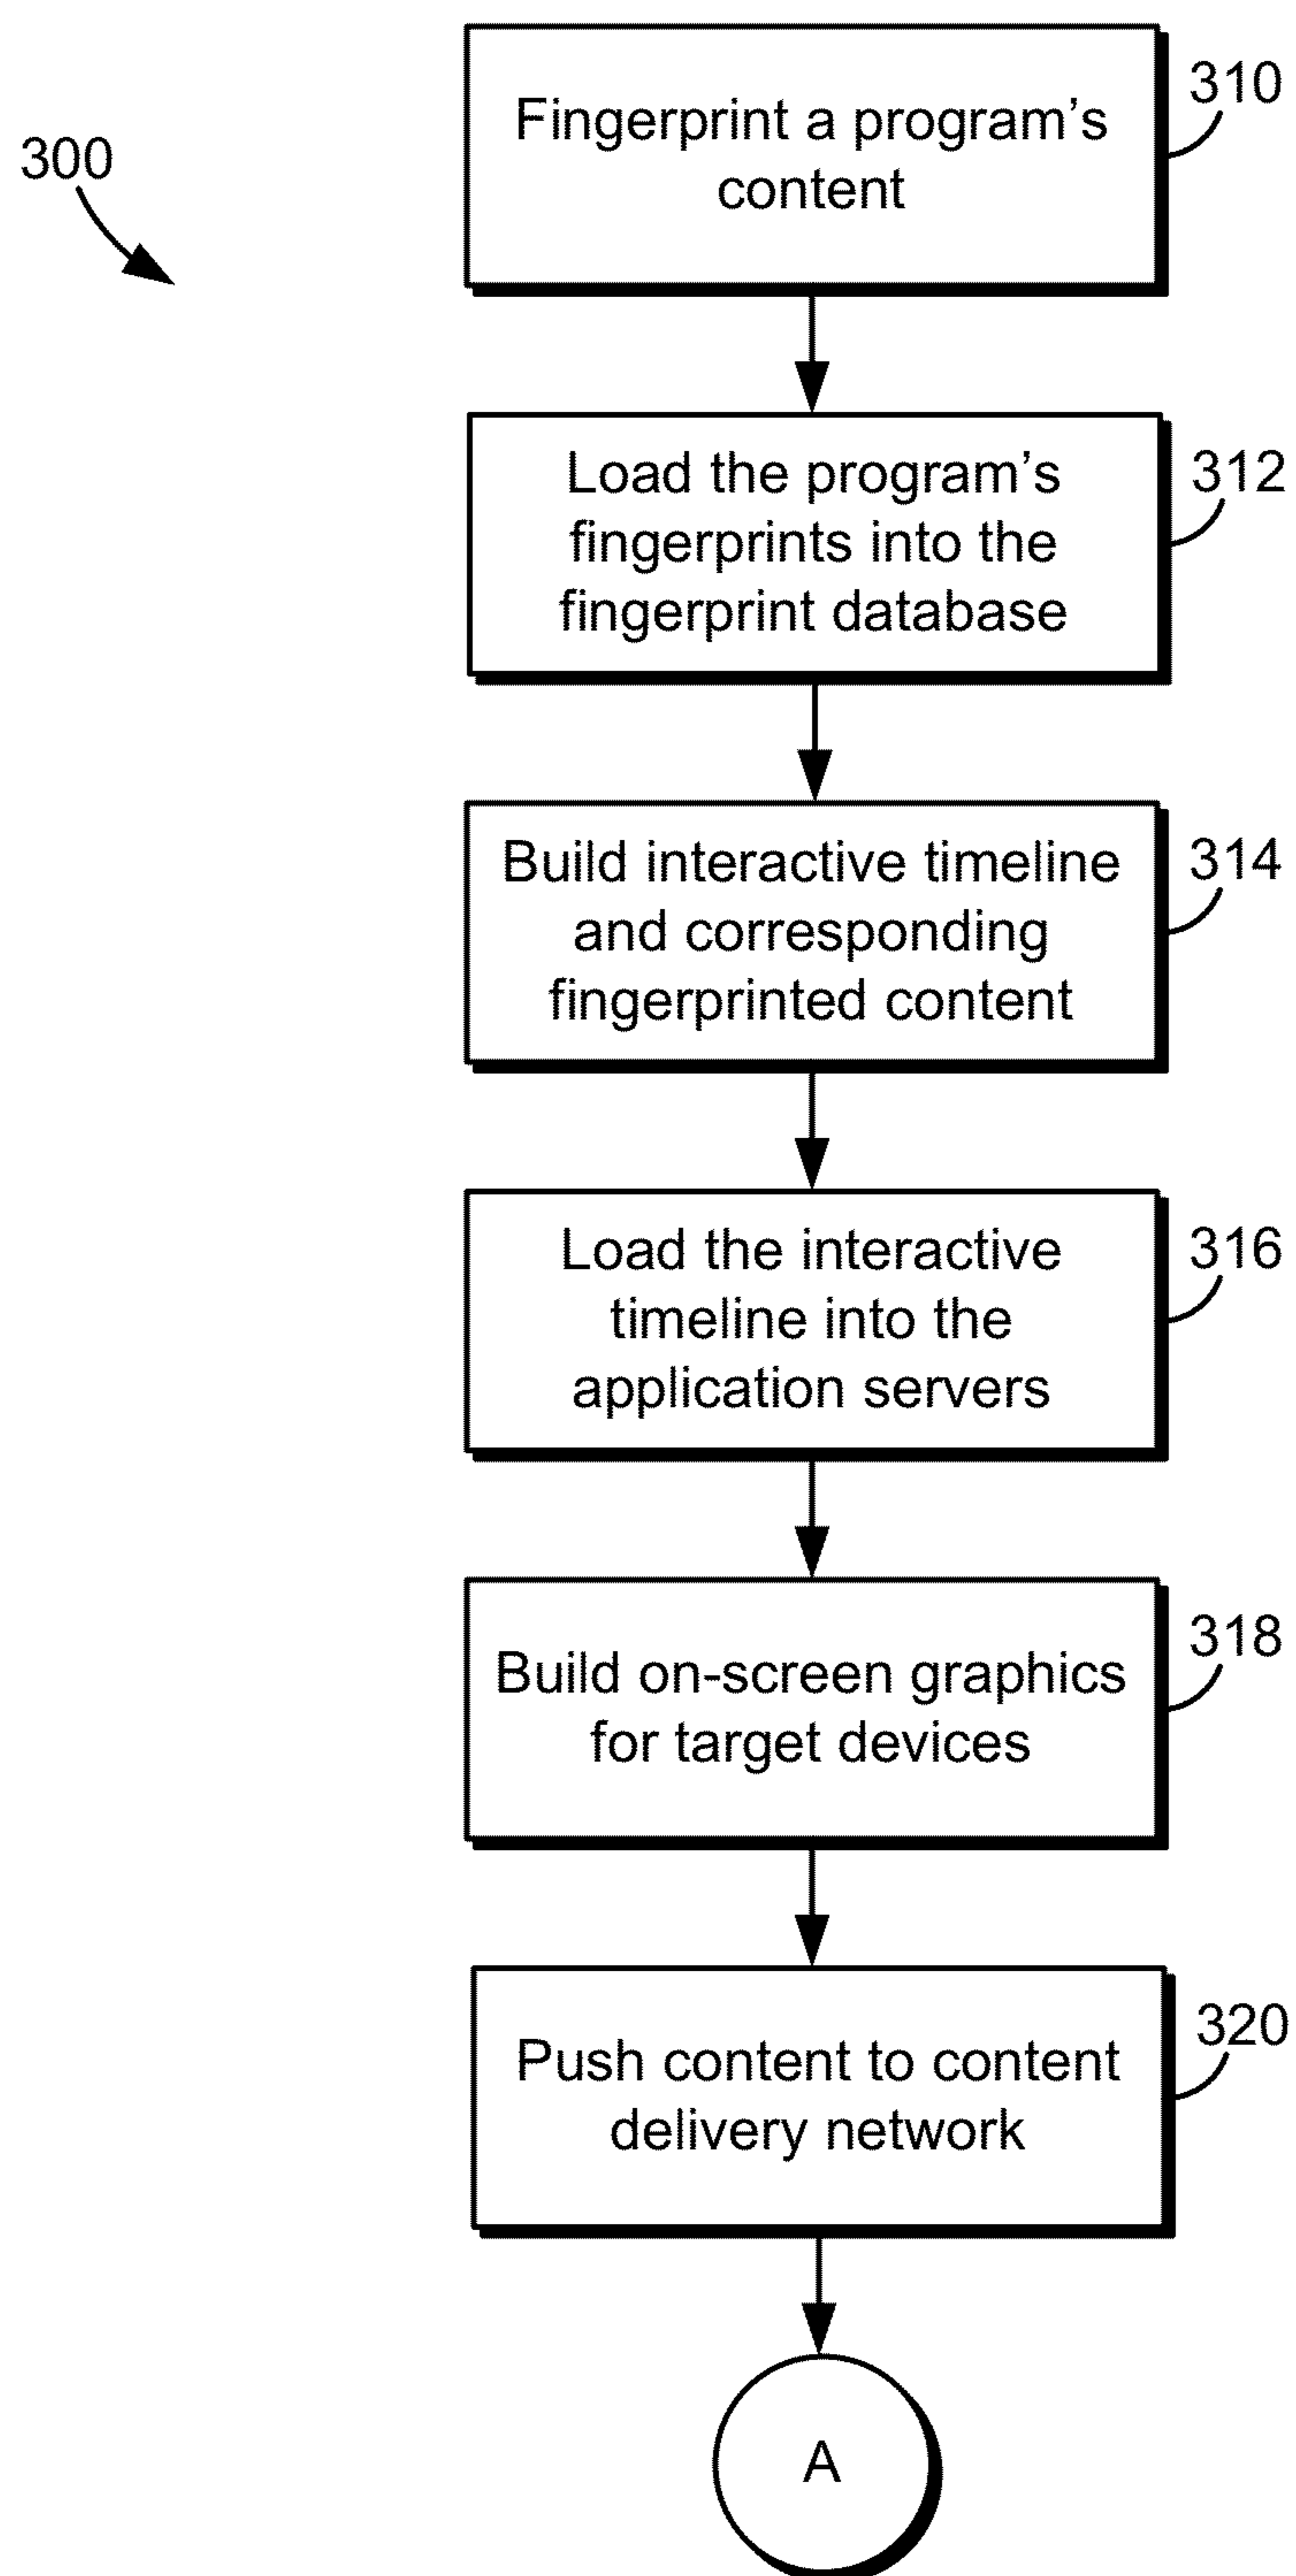 300
Fingerprint a program’s
content
310
Load the program’s
fingerprints into the
fingerprint database
312
Build interactive timeline
and corresponding
fingerprinted content
314
Load the interactive
timeline into the
application servers
316
Build on-screen graphics
for target devices
318
Push content to content
delivery network
320
A